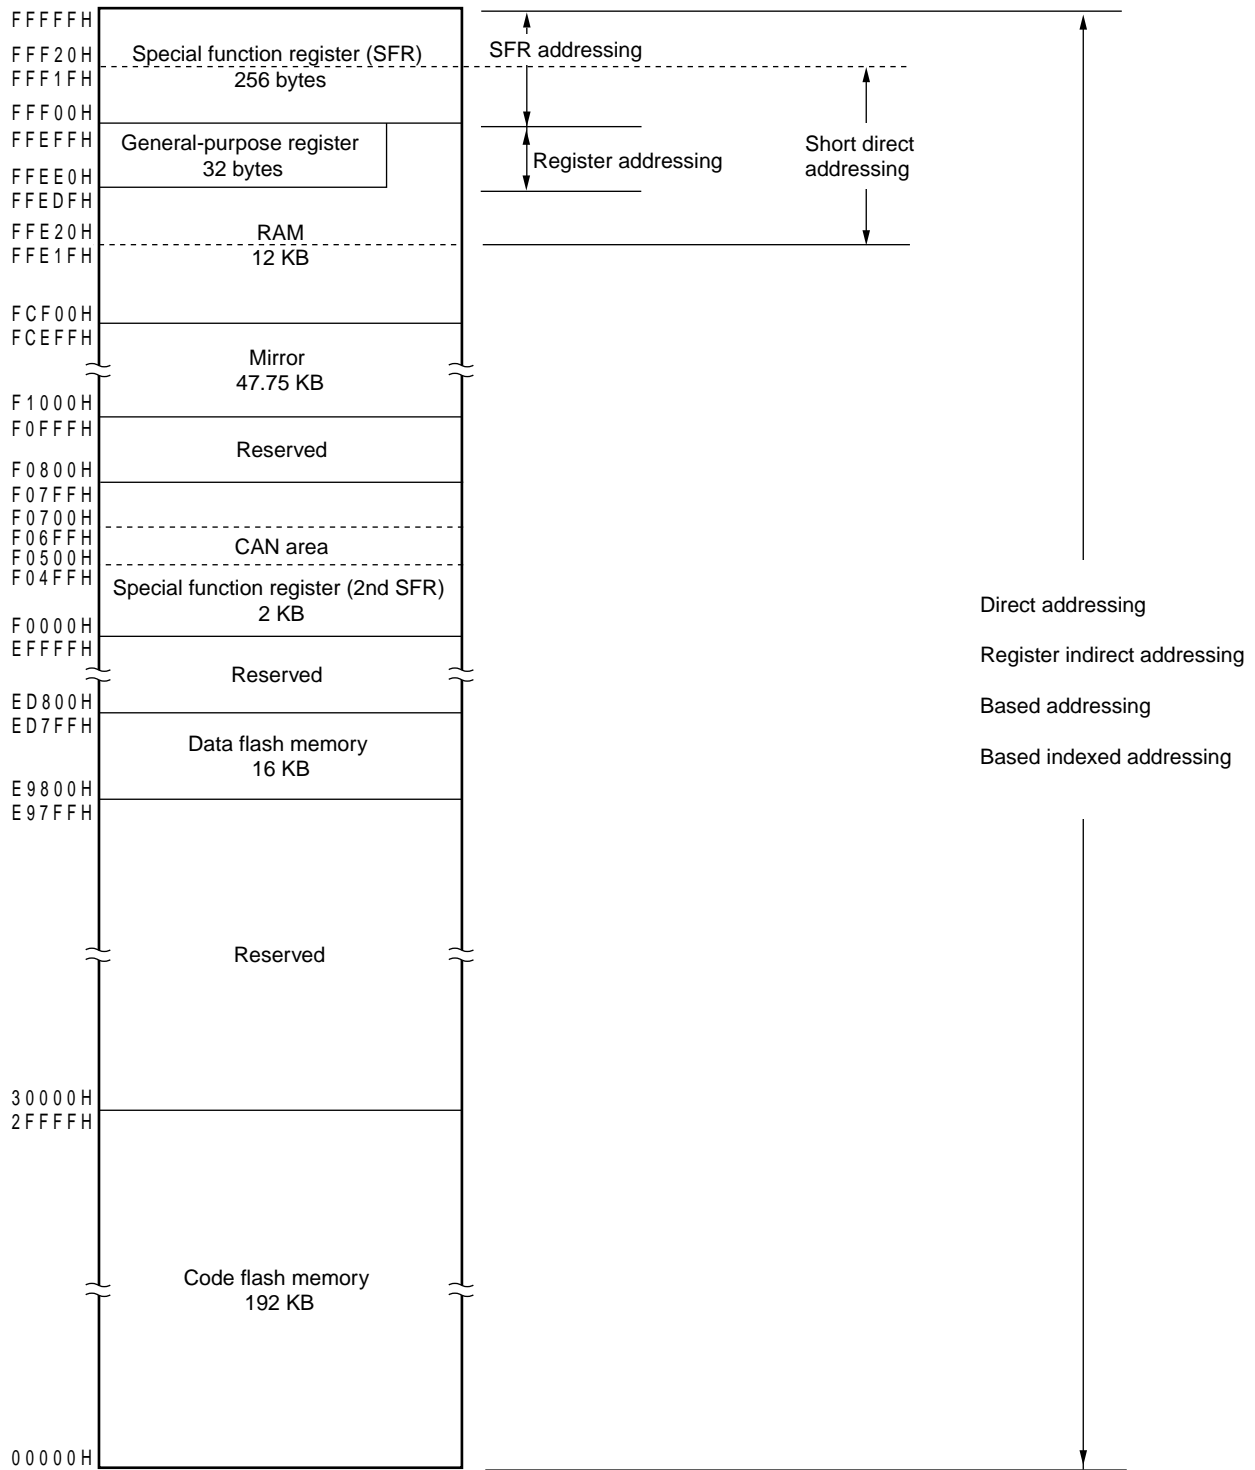 FFFFFH
FFF20H
Special function register (SFR)
SFR addressing
FFF1FH
256 bytes
FFF00H
FFEFFH
General-purpose register
32 bytes
Register addressing
Short direct
addressing
FFEE0H
FFEDFH
FFE20H
RAM
FFE1FH
12 KB
FCF00H
FCEFFH
Mirror
47.75 KB
F1000H
F0FFFH
Reserved
F0800H
F07FFH
F0700H
F06FFH
CAN area
F0500H
F04FFH
Special function register (2nd SFR)
2 KB
F0000H
EFFFFH
Reserved
ED800H
ED7FFH
Data flash memory
16 KB
E9800H
E97FFH
Direct addressing
Register indirect addressing
Based addressing
Based indexed addressing
Reserved
30000H
2FFFFH
Code flash memory
192 KB
00000H